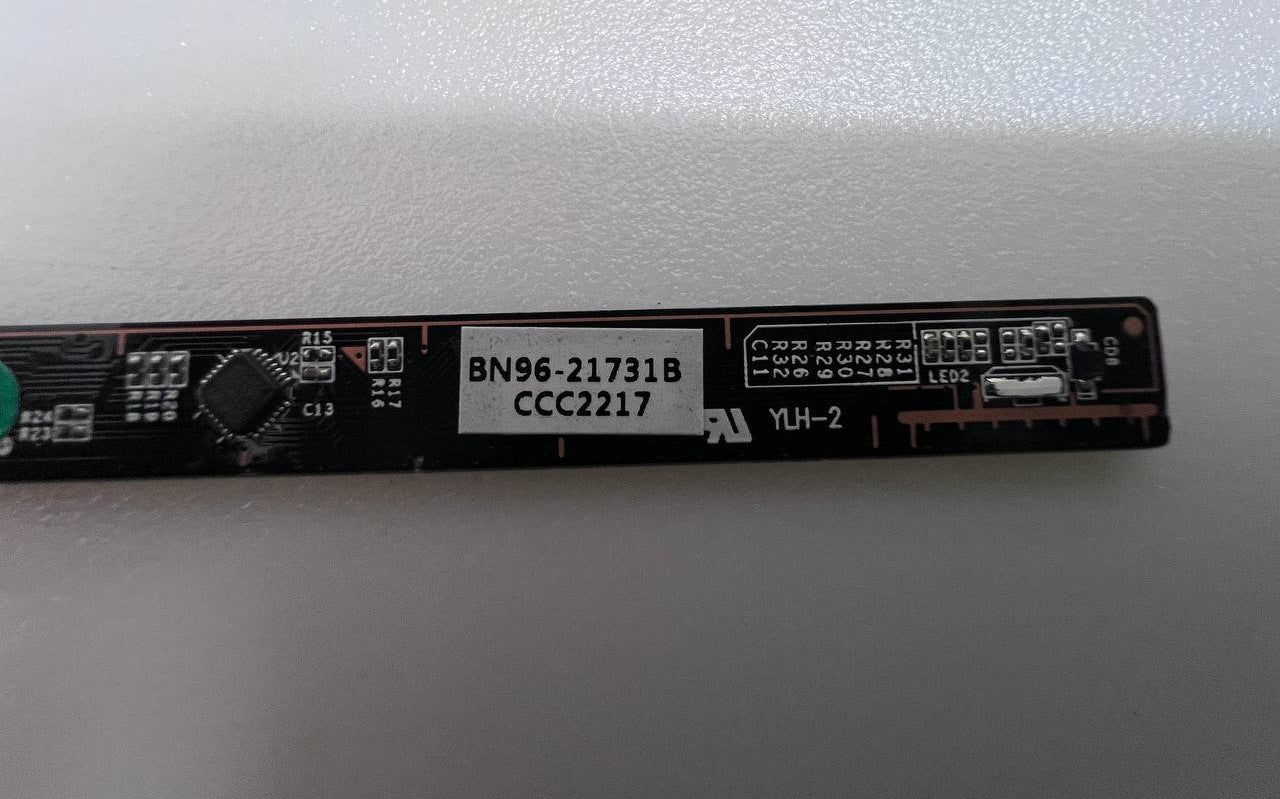 R15
U2
C13
R17
R16
R24
R23
BN96-21731B
CCC2217
YLH-2
R31
R28
R27
R30
R29
R26
R32
C11
LED2